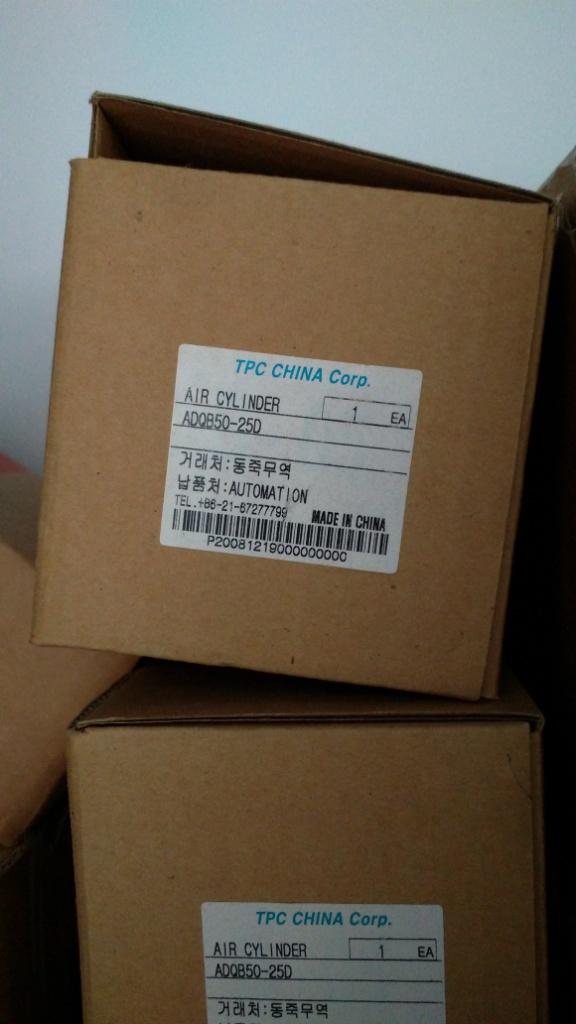 TPC CHINA Corp.
AIR CYLINDER 1 EA
ADQB50-25D
거래처:동죽무역
납품처:AUTOMATION
TEL.+86-21-67277799 MADE IN CHINA
P20081219000000000
TPC CHINA Corp.
AIR CYLINDER 1 EA
ADQB50-25D
거래처:동죽무역